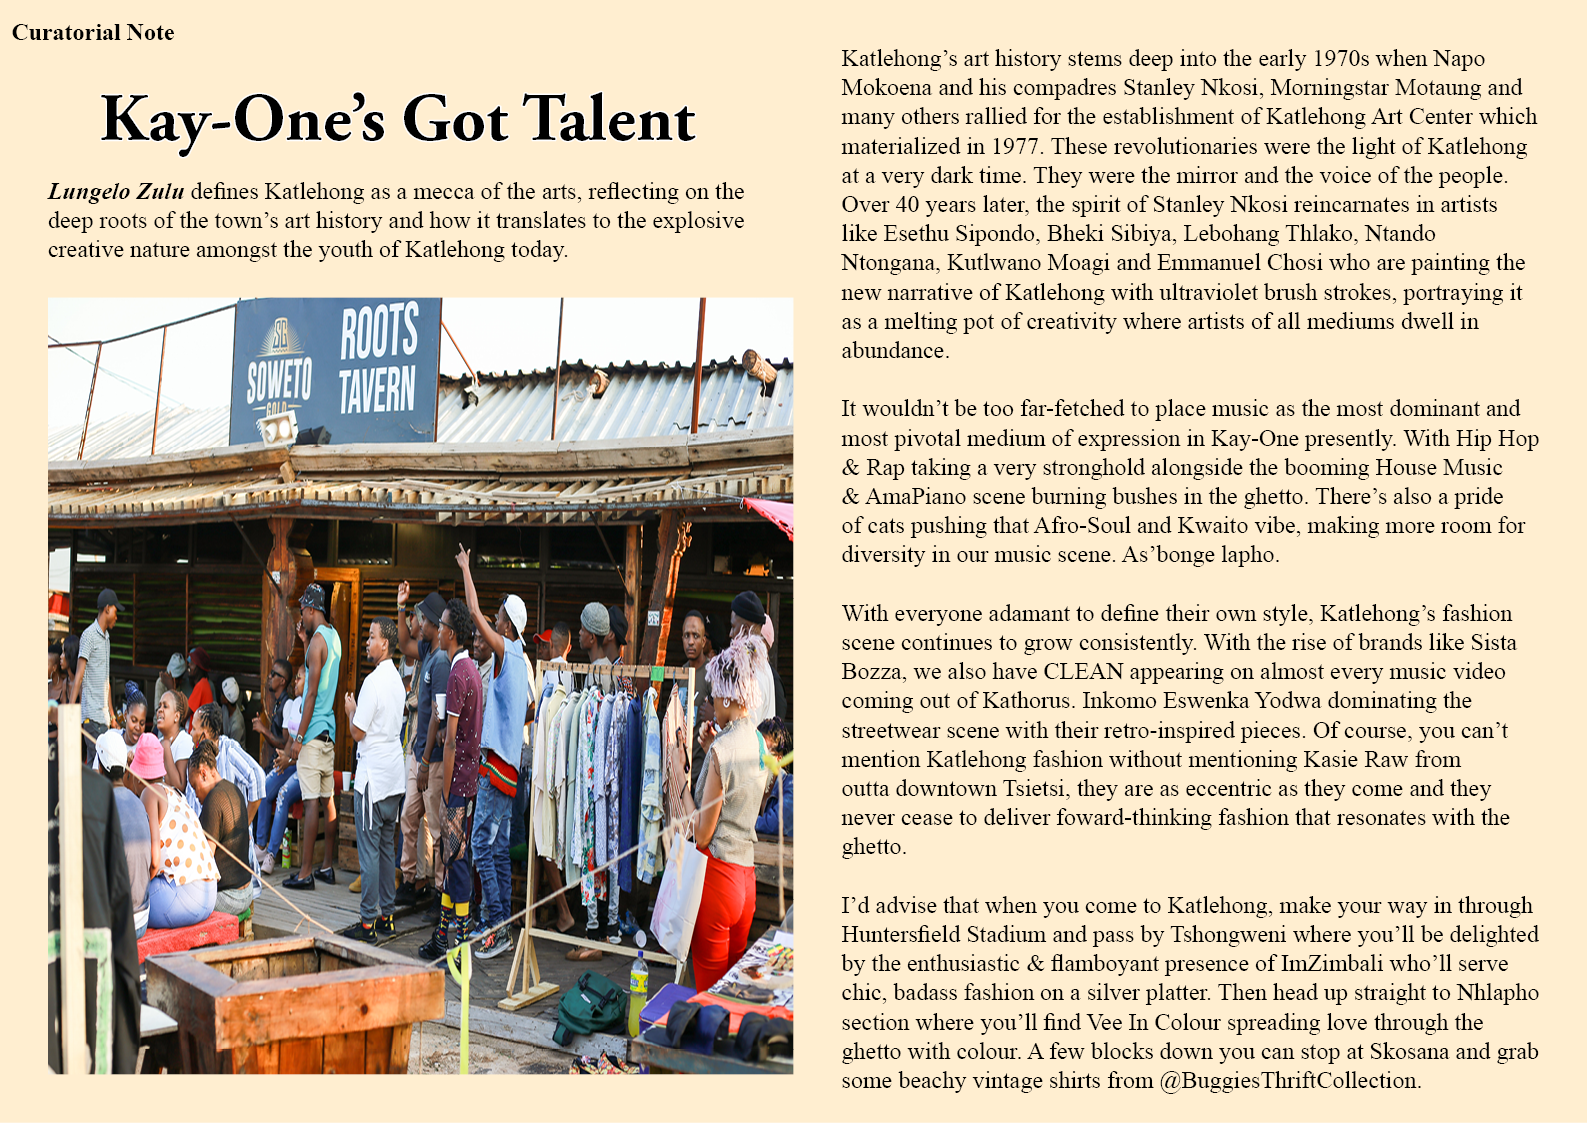 Curatorial Note
Kay-One’s Got Talent
Lungelo Zulu defines Katlehong as a mecca of the arts, reflecting on the
deep roots of the town’s art history and how it translates to the explosive
creative nature amongst the youth of Katlehong today.
SG
SOWETO
GOLD
ROOTS
TAVERN
Katlehong’s art history stems deep into the early 1970s when Napo
Mokoena and his compadres Stanley Nkosi, Morningstar Motaung and
many others rallied for the establishment of Katlehong Art Center which
materialized in 1977. These revolutionaries were the light of Katlehong
at a very dark time. They were the mirror and the voice of the people.
Over 40 years later, the spirit of Stanley Nkosi reincarnates in artists
like Esethu Sipondo, Bheki Sibiya, Lebohang Thlako, Ntando
Ntongana, Kutlwano Moagi and Emmanuel Chosi who are painting the
new narrative of Katlehong with ultraviolet brush strokes, portraying it
as a melting pot of creativity where artists of all mediums dwell in
abundance.
It wouldn’t be too far-fetched to place music as the most dominant and
most pivotal medium of expression in Kay-One presently. With Hip Hop
& Rap taking a very stronghold alongside the booming House Music
& AmaPiano scene burning bushes in the ghetto. There’s also a pride
of cats pushing that Afro-Soul and Kwaito vibe, making more room for
diversity in our music scene. As’bonge lapho.
With everyone adamant to define their own style, Katlehong’s fashion
scene continues to grow consistently. With the rise of brands like Sista
Bozza, we also have CLEAN appearing on almost every music video
coming out of Kathorus. Inkomo Eswenka Yodwa dominating the
streetwear scene with their retro-inspired pieces. Of course, you can’t
mention Katlehong fashion without mentioning Kasie Raw from
outta downtown Tsietsi, they are as eccentric as they come and they
never cease to deliver foward-thinking fashion that resonates with the
ghetto.
I’d advise that when you come to Katlehong, make your way in through
Huntersfield Stadium and pass by Tshongweni where you’ll be delighted
by the enthusiastic & flamboyant presence of ImZimbali who’ll serve
chic, badass fashion on a silver platter. Then head up straight to Nhlapho
section where you’ll find Vee In Colour spreading love through the
ghetto with colour. A few blocks down you can stop at Skosana and grab
some beachy vintage shirts from @BuggiesThriftCollection.